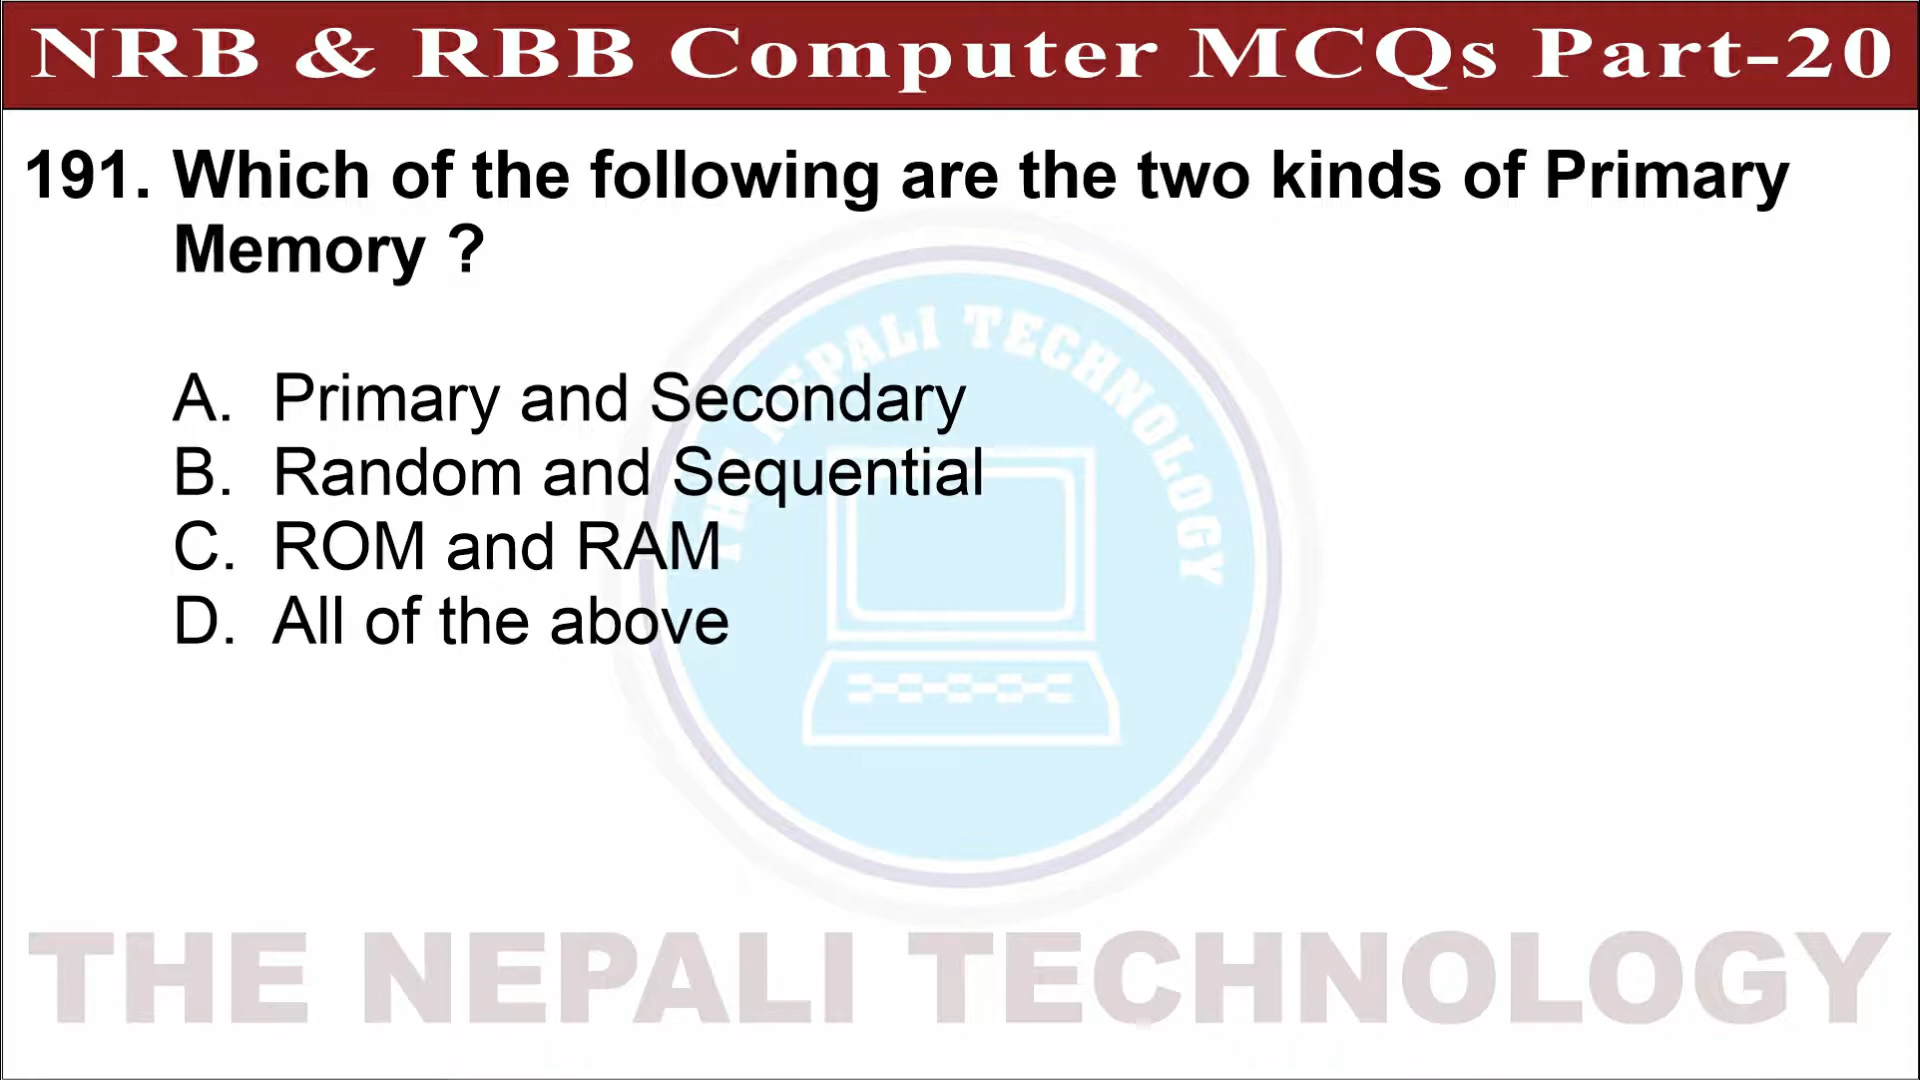 NRB & RBB Computer MCQs Part-20
191. Which of the following are the two kinds of Primary
Memory ?
A. Primary and Secondary
B. Random and Sequential
C. ROM and RAM
D. All of the above
THE NEPALI TECHNOLOGY
THE NEPALI TECHNOLOGY